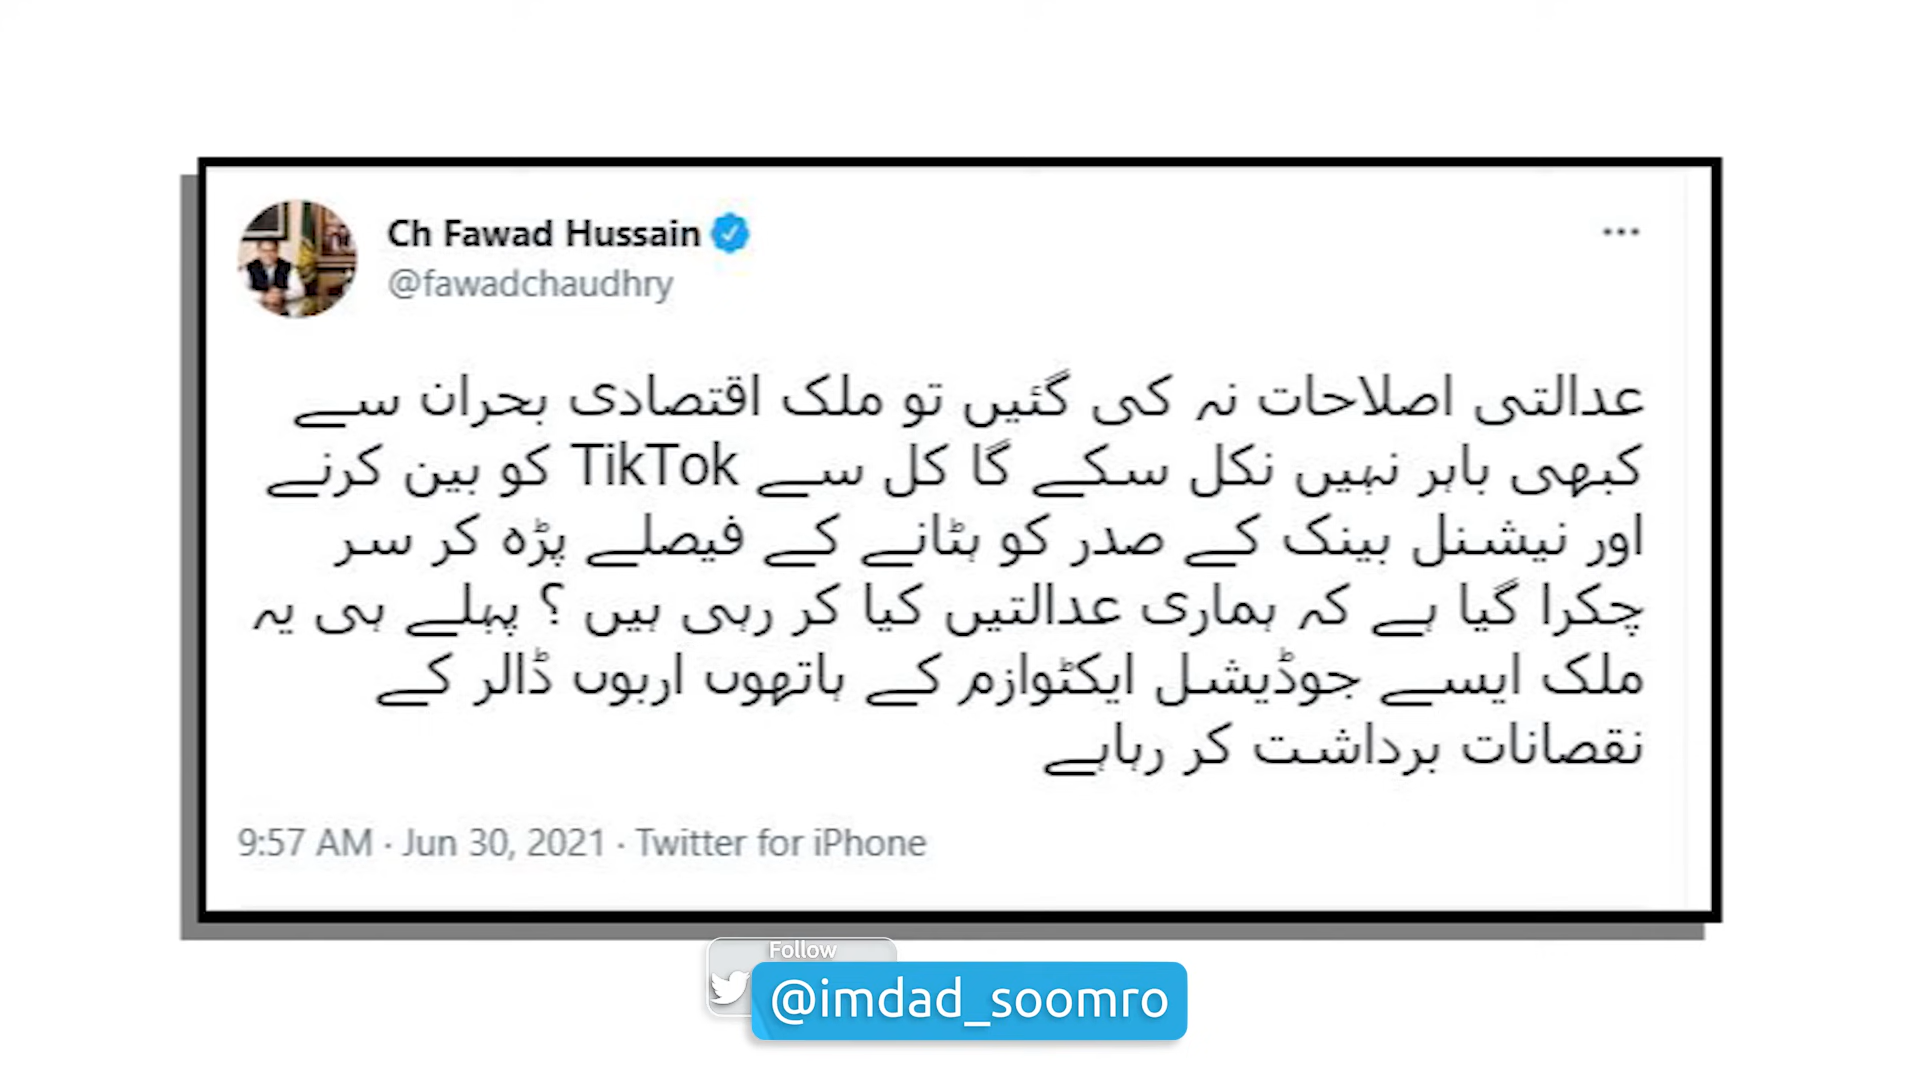 Ch Fawad Hussain
@fawadchaudhry
عدالتی اصلاحات نہ کی گئیں تو ملک اقتصادی بحران سے
کبھی باہر نہیں نکل سکے گا کل سے TikTok کو بین کرنے
اور نیشنل بینک کے صدر کو ہٹانے کے فیصلے پڑہ کر سر
چکرا گیا ہے کہ ہماری عدالتیں کیا کر رہی ہیں ؟ پہلے ہی یہ
ملک ایسے جوڈیشل ایکٹوازم کے ہاتھوں اربوں ڈالر کے
نقصانات برداشت کر رہاہے
9:57 AM · Jun 30, 2021 · Twitter for iPhone
Follow
@imdad_soomro